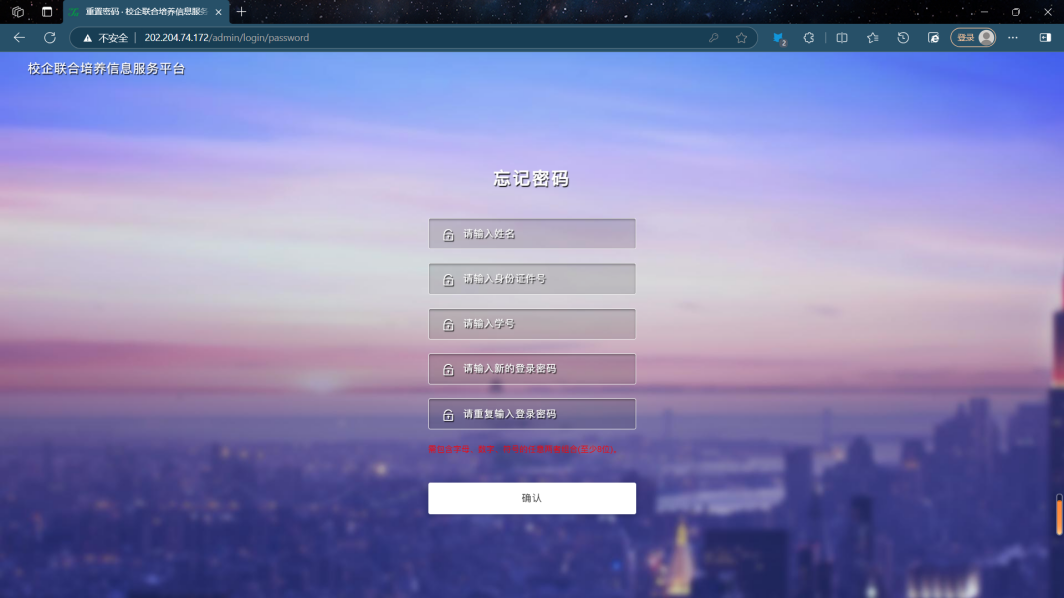 重置密码 · 校企联合培养信息服务
不安全 | 202.204.74.172/admin/login/password
2
登录
校企联合培养信息服务平台
忘记密码
请输入姓名
请输入身份证件号
请输入学号
请输入新的登录密码
请重复输入登录密码
确认